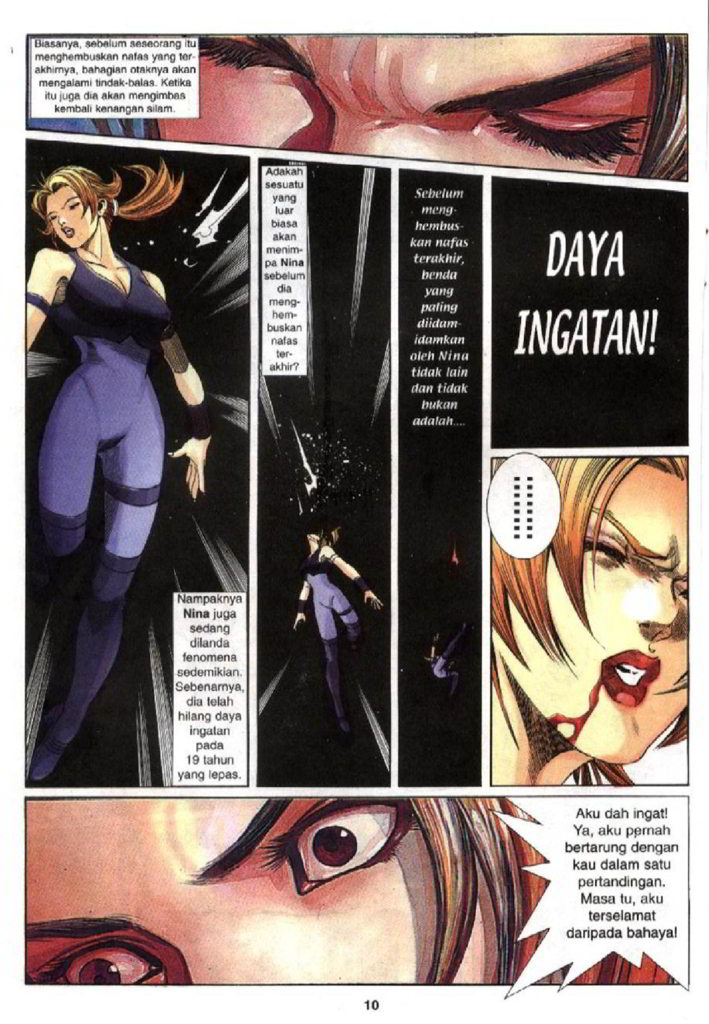 Biasanya, sebelum seseorang itu
menghembuskan nafas yang ter-
akhirnya, bahagian otaknya akan
mengalami tindak-balas. Ketika
itu juga dia akan mengimbas
kembali kenangan silam.
Adakah
sesuatu
yang
luar
biasa
akan
menim-
pa Nina
sebelum
dia
meng-
hem-
buskan
nafas
ter-
akhir?
Sebelum
meng-
hembus-
kan nafas
terakhir,
benda
yang
paling
diidam-
idamkan
oleh Nina
tidak lain
dan tidak
bukan
adalah....
DAYA
INGATAN!
Nampaknya
Nina juga
sedang
dilanda
fenomena
sedemikian.
Sebenarnya,
dia telah
hilang daya
ingatan
pada
19 tahun
yang lepas.
Aku dah ingat!
Ya, aku pernah
bertarung dengan
kau dalam satu
pertandingan.
Masa tu, aku
terselamat
daripada bahaya!
10